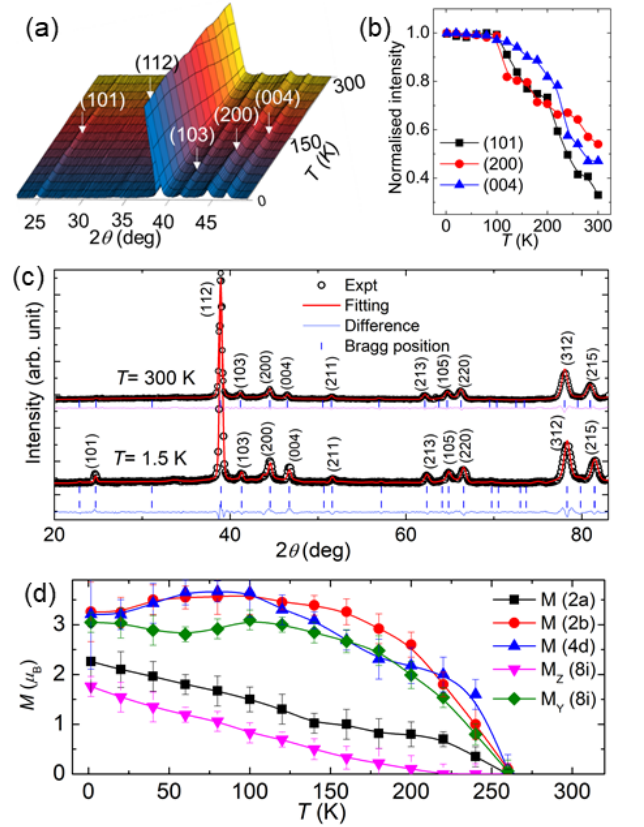 (a)
(101)
(112)
(103)
(200)
(004)
300
150
0
T (K)
25 30 35 40 45
2θ (deg)
(b)
1.0
0.8
0.6
0.4
Normalised intensity
(101)
(200)
(004)
0 100 200 300
T (K)
(c)
Intensity (arb. unit)
(112)
Expt
Fitting
Difference
Bragg position
T= 300 K
(103)
(200)
(004)
(211)
(213)
(105)
(220)
(312)
(215)
T= 1.5 K
(101)
(103)
(200)
(004)
(211)
(213)
(105)
(220)
(312)
(215)
20 40 60 80
2θ (deg)
(d)
3
2
1
0
M (μB)
M (2a)
M (2b)
M (4d)
MZ (8i)
MY (8i)
0 50 100 150 200 250 300
T (K)